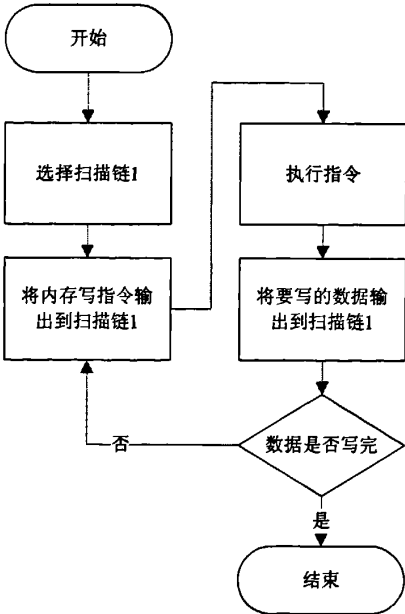 开始
选择扫描链1
将内存写指令输
出到扫描链1
执行指令
将要写的数据输
出到扫描链1
数据是否写完
否
是
结束